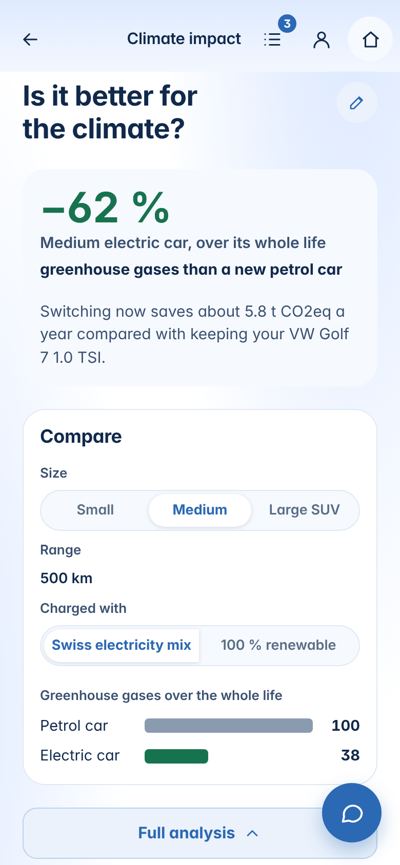 Climate impact
3
Is it better for
the climate?
−62 %
Medium electric car, over its whole life
greenhouse gases than a new petrol car
Switching now saves about 5.8 t CO2eq a
year compared with keeping your VW Golf
7 1.0 TSI.
Compare
Size
Small Medium Large SUV
Range
500 km
Charged with
Swiss electricity mix 100 % renewable
Greenhouse gases over the whole life
Petrol car 100
Electric car 38
Full analysis